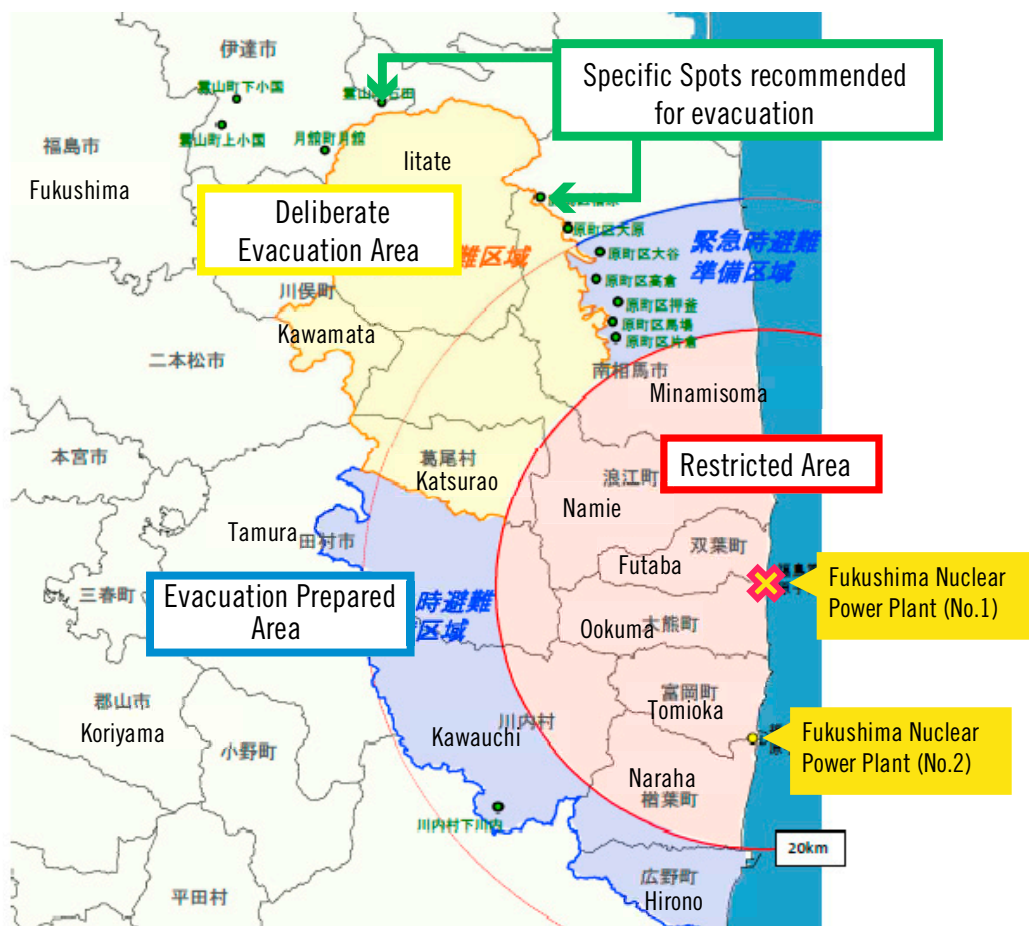 伊達市
Specific Spots recommended
for evacuation
霊山町下小国
霊山町上小国
月館町月館
福島市
Fukushima
Iitate
Deliberate
Evacuation Area
難区域
原町区大原
原町区大谷
原町区高倉
原町区押釜
原町区馬場
原町区片倉
緊急時避難
準備区域
川俣町
Kawamata
二本松市
南相馬市
Minamisoma
本宮市
葛尾村
Katsurao
Restricted Area
浪江町
Namie
Tamura
田村市
双葉町
Futaba
三春町
Evacuation Prepared
Area
時避難
区域
Fukushima Nuclear
Power Plant (No.1)
Ookuma
大熊町
郡山市
Koriyama
小野町
川内村
Kawauchi
富岡町
Tomioka
Fukushima Nuclear
Power Plant (No.2)
Naraha
楢葉町
川内村下川内
20km
広野町
Hirono
平田村